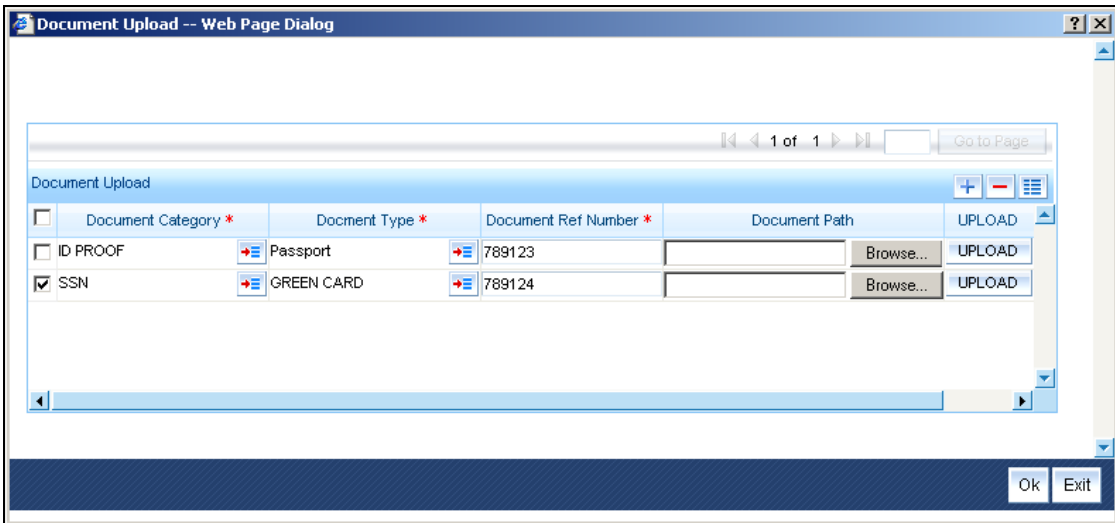 Document Upload -- Web Page Dialog
1 of 1 Go to Page
Document Upload
Document Category * Docment Type * Document Ref Number * Document Path UPLOAD
ID PROOF Passport 789123 Browse... UPLOAD
SSN GREEN CARD 789124 Browse... UPLOAD
Ok Exit